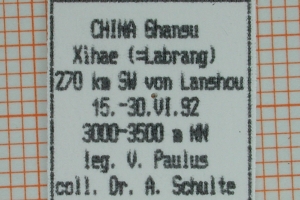 CHINA Ghansu
Xihae (=Labrang)
270 km SW von Lanshou
15.-30.VI.92
3000-3500 m NN
leg. V. Paulus
coll. Dr. A. Schulte